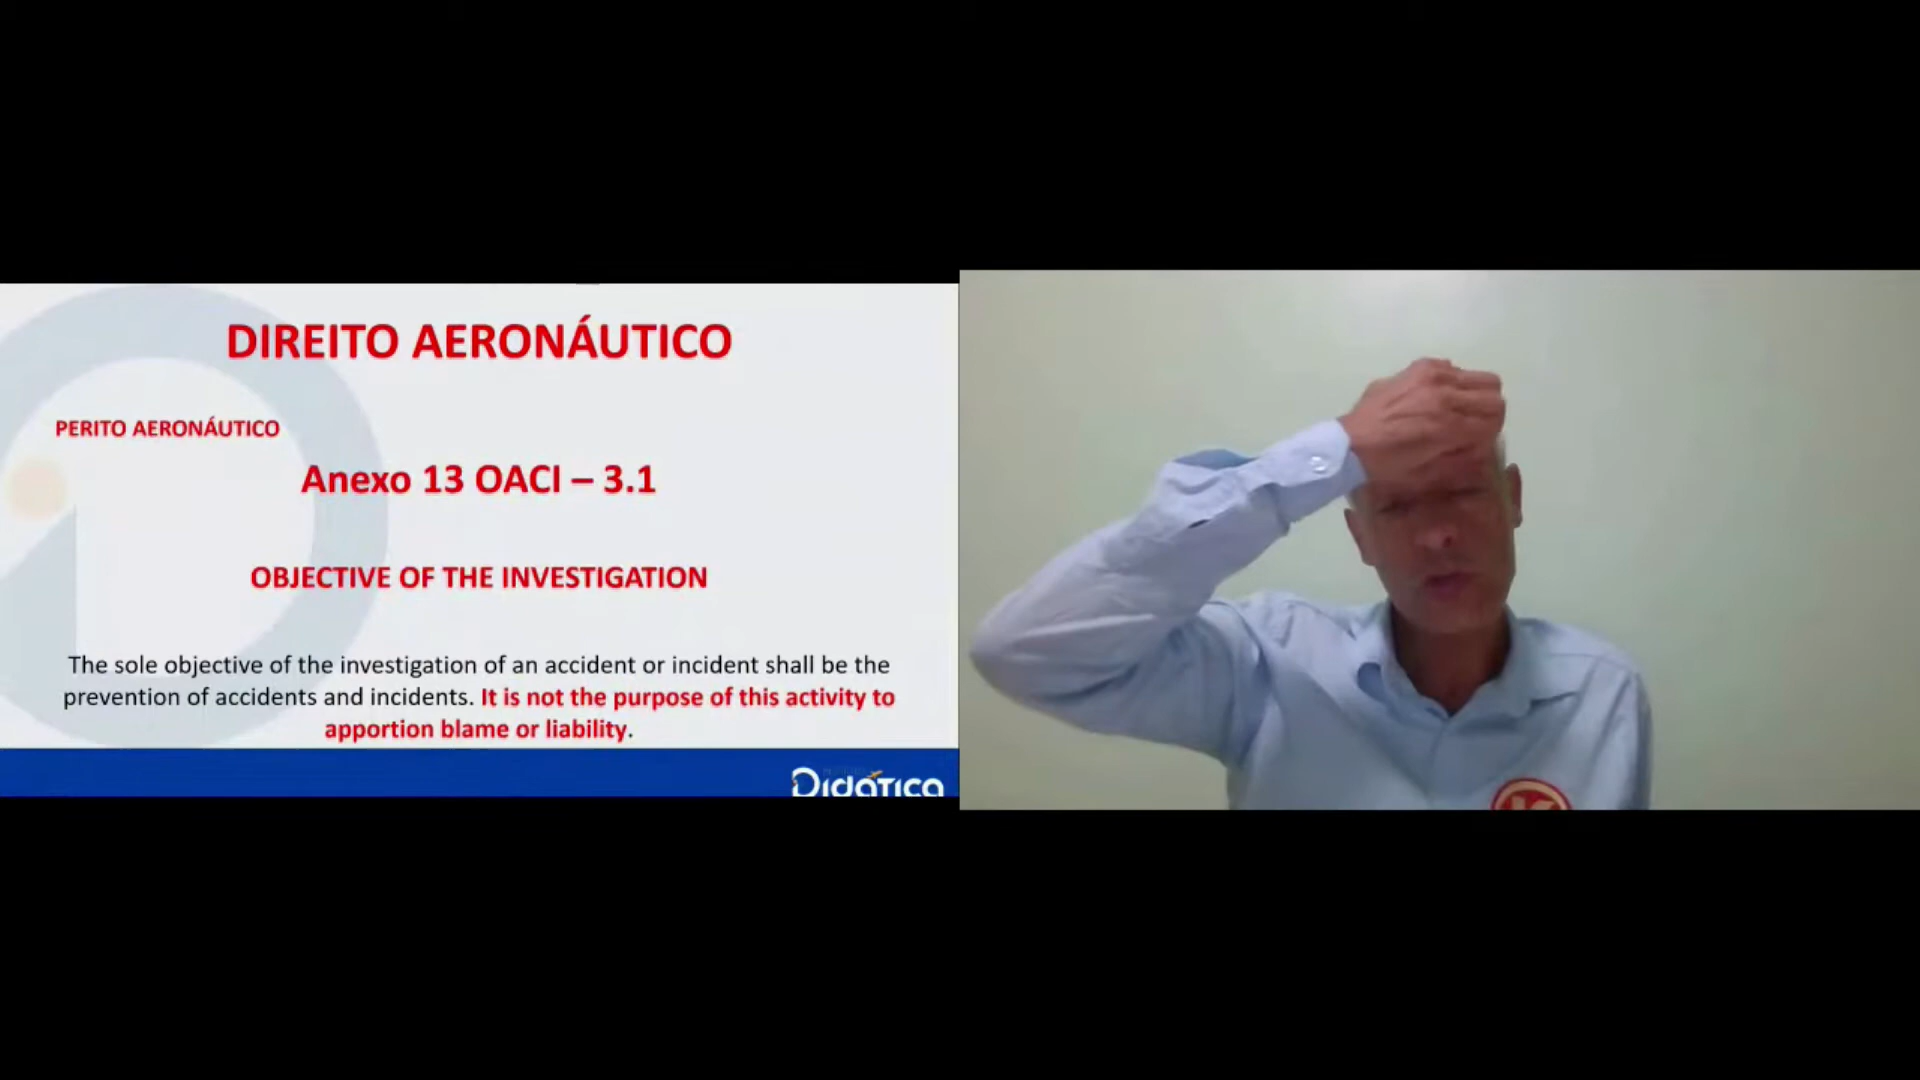 DIREITO AERONÁUTICO
PERITO AERONÁUTICO
Anexo 13 OACI – 3.1
OBJECTIVE OF THE INVESTIGATION
The sole objective of the investigation of an accident or incident shall be the
prevention of accidents and incidents. It is not the purpose of this activity to
apportion blame or liability.
Didática